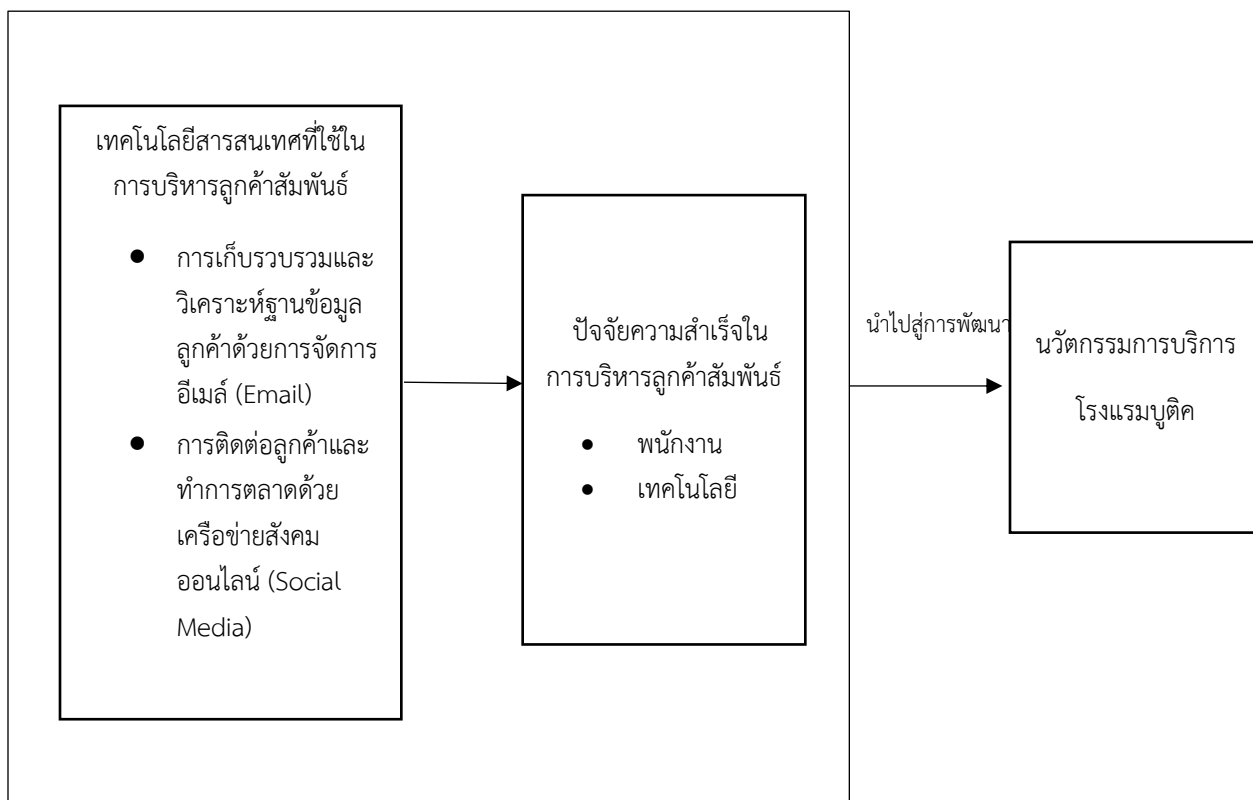 เทคโนโลยีสารสนเทศที่ใช้ใน
การบริหารลูกค้าสัมพันธ์
● การเก็บรวบรวมและ
วิเคราะห์ฐานข้อมูล
ลูกค้าด้วยการจัดการ
อีเมล์ (Email)
● การติดต่อลูกค้าและ
ทำการตลาดด้วย
เครือข่ายสังคม
ออนไลน์ (Social
Media)
ปัจจัยความสำเร็จใน
การบริหารลูกค้าสัมพันธ์
● พนักงาน
● เทคโนโลยี
นำไปสู่การพัฒนา
นวัตกรรมการบริการ
โรงแรมบูติค